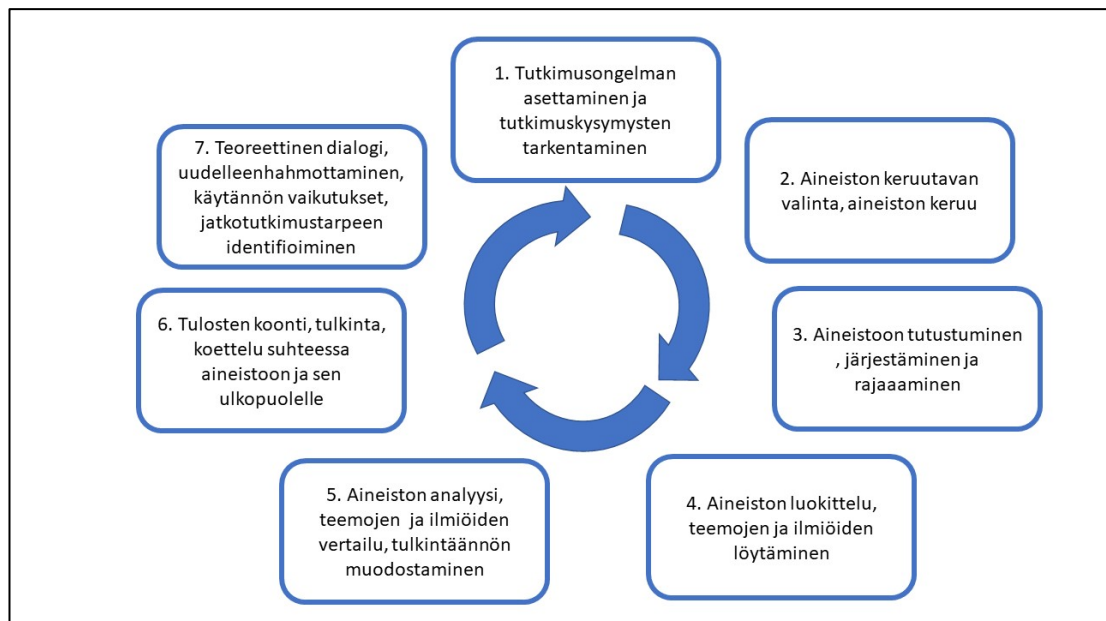 1. Tutkimusongelman
asettaminen ja
tutkimuskysymysten
tarkentaminen
2. Aineiston keruutavan
valinta, aineiston keruu
3. Aineistoon tutustuminen
, järjestäminen ja
rajaaaminen
4. Aineiston luokittelu,
teemojen ja ilmiöiden
löytäminen
5. Aineiston analyysi,
teemojen ja ilmiöiden
vertailu, tulkintäännön
muodostaminen
6. Tulosten koonti, tulkinta,
koettelu suhteessa
aineistoon ja sen
ulkopuolelle
7. Teoreettinen dialogi,
uudelleenhahmottaminen,
käytännön vaikutukset,
jatkotutkimustarpeen
identifioiminen